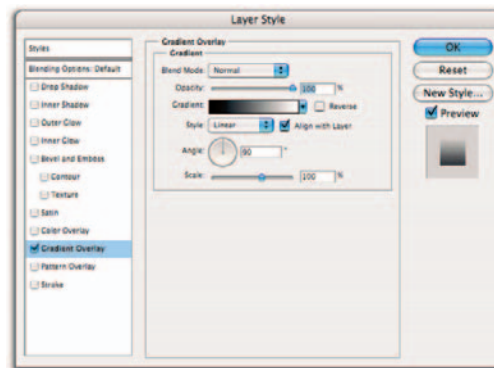 Layer Style
Styles
Blending Options: Default
Drop Shadow
Inner Shadow
Outer Glow
Inner Glow
Bevel and Emboss
Contour
Texture
Satin
Color Overlay
Gradient Overlay
Pattern Overlay
Stroke
Gradient Overlay
Gradient
Blend Mode: Normal
Opacity: 100 %
Gradient: Reverse
Style: Linear Align with Layer
Angle: 90 °
Scale: 100 %
OK
Reset
New Style...
Preview